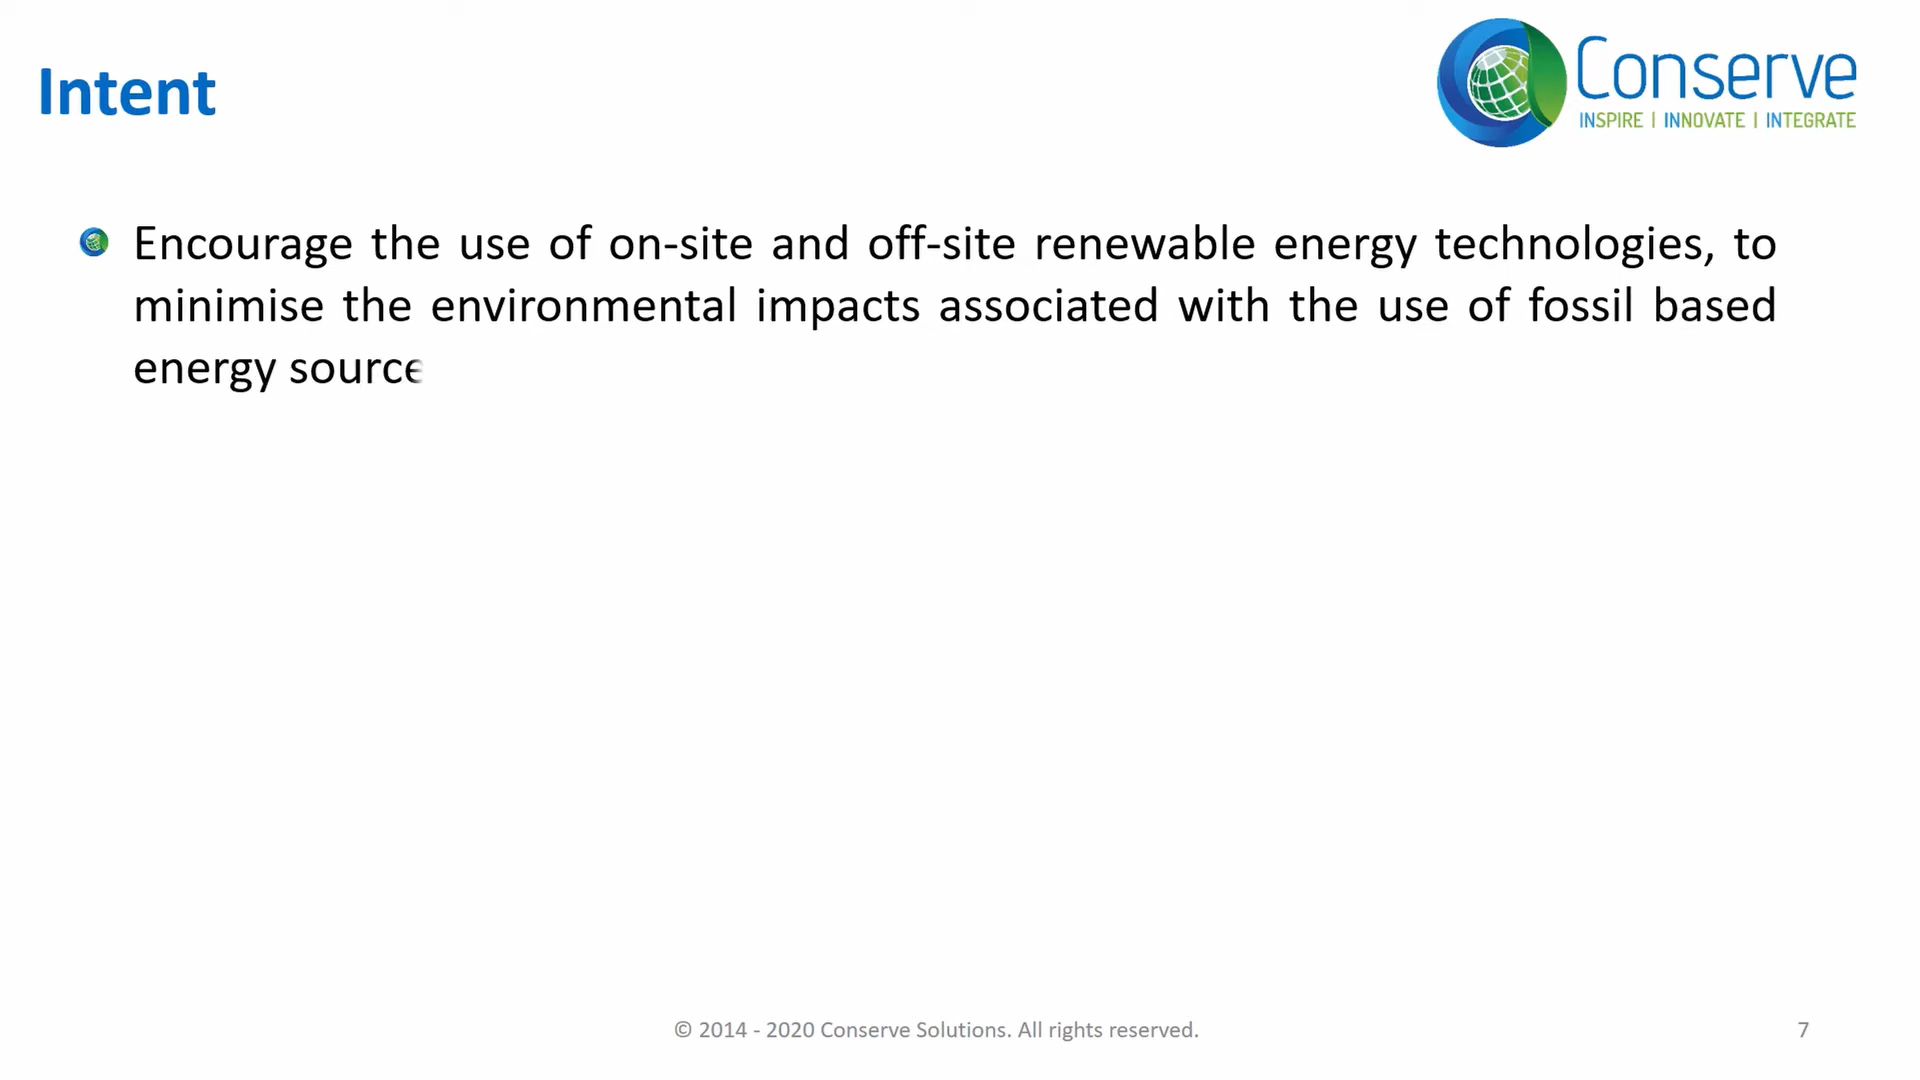 Intent
Conserve
INSPIRE | INNOVATE | INTEGRATE
Encourage the use of on-site and off-site renewable energy technologies, to
minimise the environmental impacts associated with the use of fossil based
energy source
© 2014 - 2020 Conserve Solutions. All rights reserved.
7